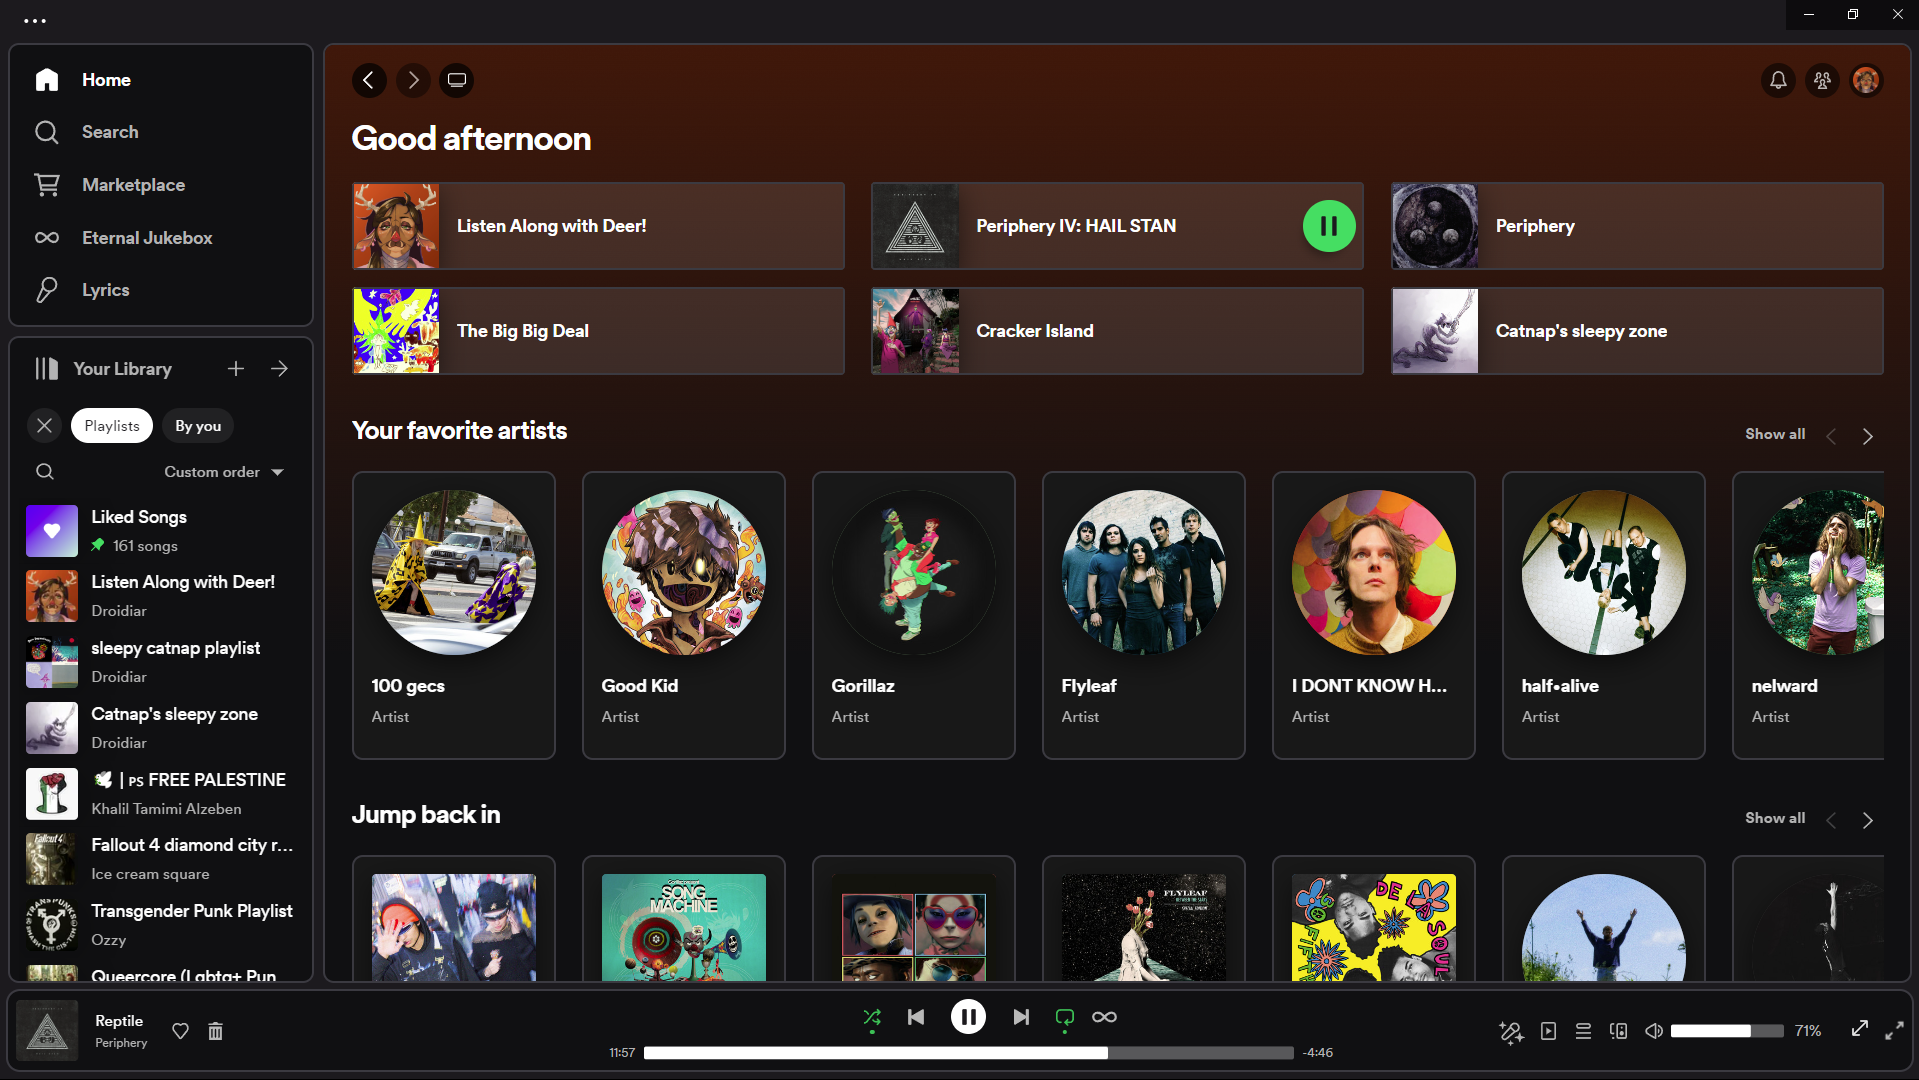 Home
Search
Marketplace
Eternal Jukebox
Lyrics
Your Library
Playlists
By you
Custom order
Liked Songs
161 songs
Listen Along with Deer!
Droidiar
sleepy catnap playlist
Droidiar
Catnap's sleepy zone
Droidiar
🕊 | ᴘs FREE PALESTINE
Khalil Tamimi Alzeben
Fallout 4
Fallout 4 diamond city r...
Ice cream square
Transgender Punk Playlist
Ozzy
Queercore (Lgbtq+ Pun
Good afternoon
Listen Along with Deer!
Periphery IV: HAIL STAN
Periphery
The Big Big Deal
Cracker Island
Catnap's sleepy zone
Your favorite artists
Show all
100 gecs
Artist
Good Kid
Artist
Gorillaz
Artist
Flyleaf
Artist
I DONT KNOW H...
Artist
half•alive
Artist
nelward
Artist
Jump back in
Show all
SONG
MACHINE
FLYLEAF
DE LA SOUL
Reptile
Periphery
11:57
-4:46
71%